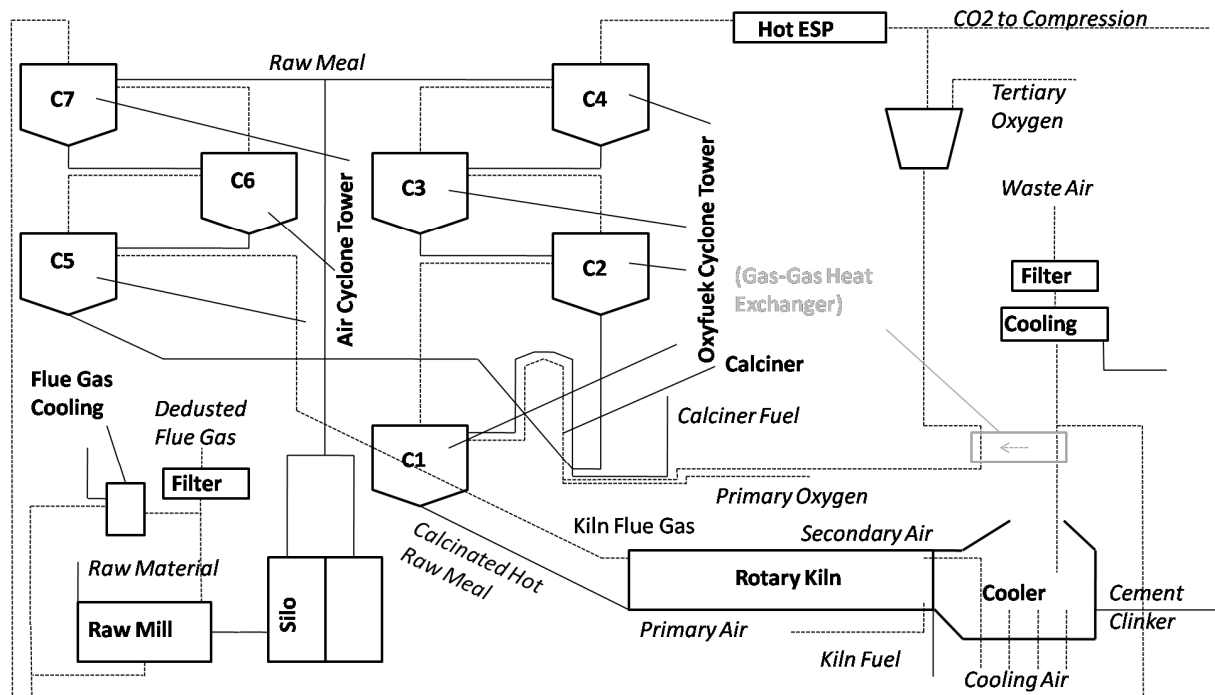 CO2 to Compression
Hot ESP
Raw Meal
C7
C4
Tertiary
Oxygen
C6
C3
Waste Air
Air Cyclone Tower
Oxyfuek Cyclone Tower
C5
C2
(Gas-Gas Heat
Exchanger)
Filter
Cooling
Calciner
Flue Gas
Cooling
Dedusted
Flue Gas
Calciner Fuel
C1
Filter
Primary Oxygen
Kiln Flue Gas
Secondary Air
Calcinated Hot
Raw Meal
Raw Material
Rotary Kiln
Cooler
Cement
Clinker
Silo
Raw Mill
Primary Air
Kiln Fuel
Cooling Air